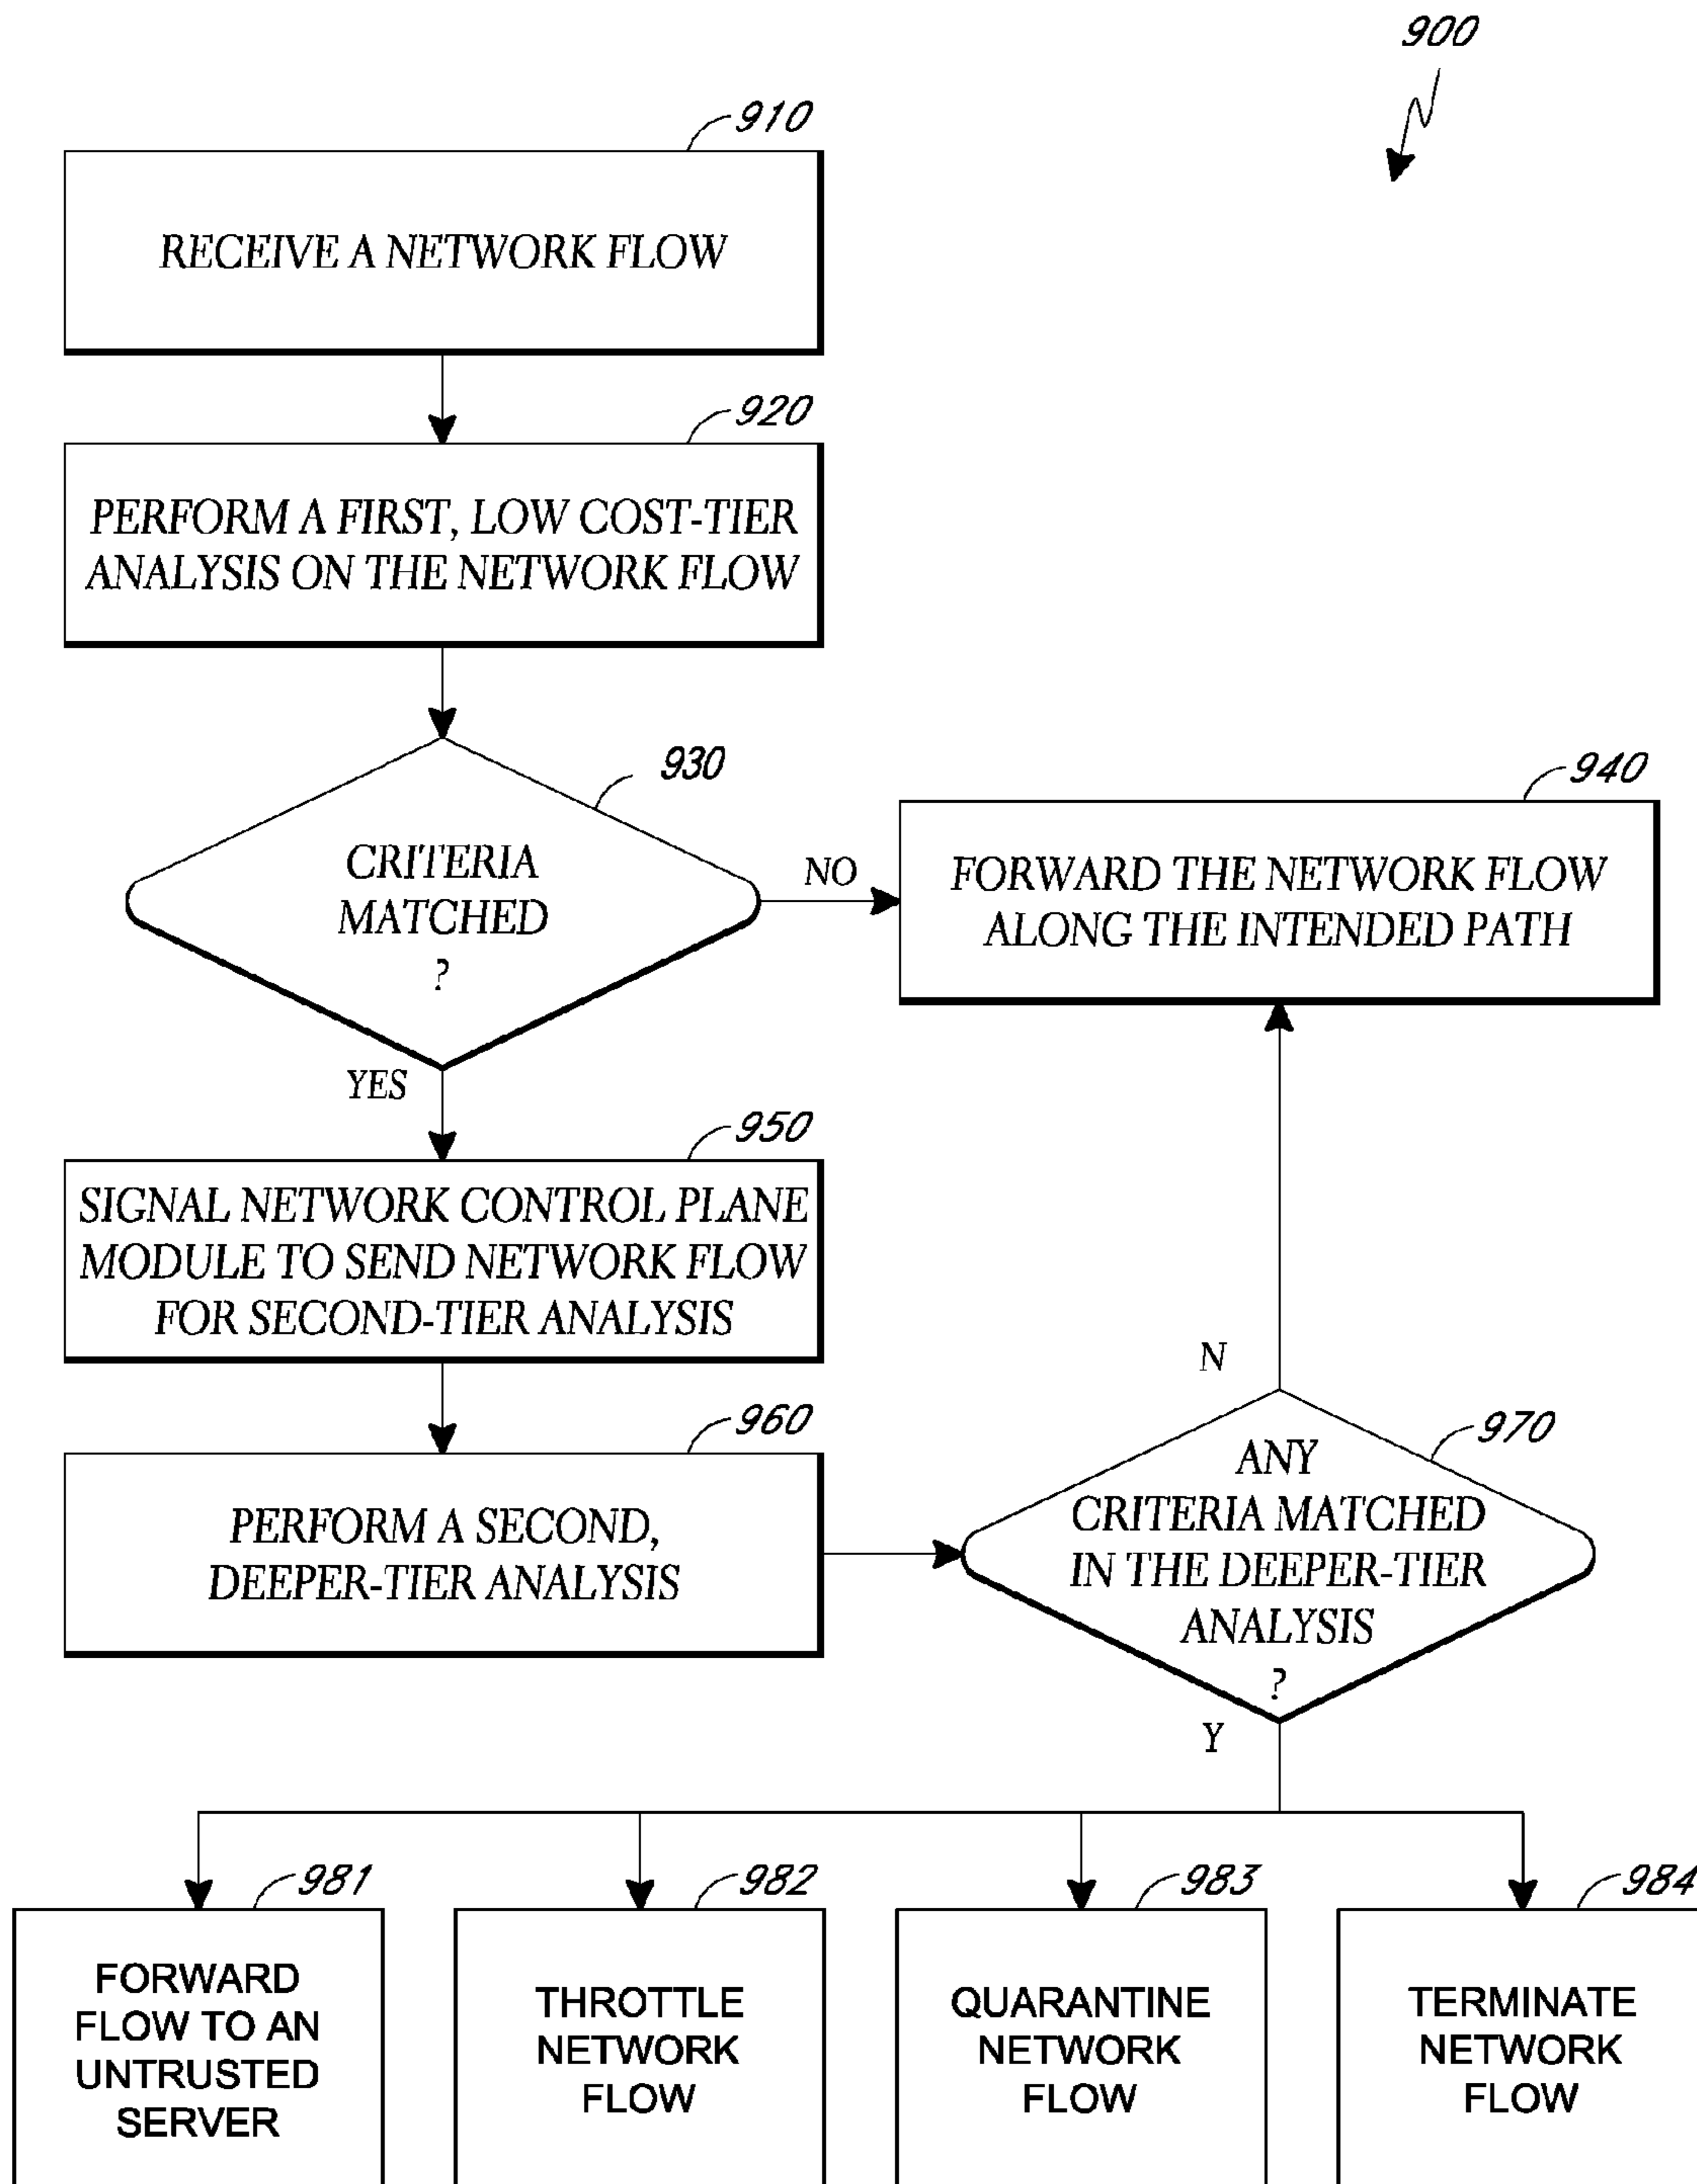 900
910
RECEIVE A NETWORK FLOW
920
PERFORM A FIRST, LOW COST-TIER
ANALYSIS ON THE NETWORK FLOW
930
CRITERIA
MATCHED
?
NO
940
FORWARD THE NETWORK FLOW
ALONG THE INTENDED PATH
YES
950
SIGNAL NETWORK CONTROL PLANE
MODULE TO SEND NETWORK FLOW
FOR SECOND-TIER ANALYSIS
960
PERFORM A SECOND,
DEEPER-TIER ANALYSIS
N
970
ANY
CRITERIA MATCHED
IN THE DEEPER-TIER
ANALYSIS
?
Y
981
FORWARD
FLOW TO AN
UNTRUSTED
SERVER
982
THROTTLE
NETWORK
FLOW
983
QUARANTINE
NETWORK
FLOW
984
TERMINATE
NETWORK
FLOW